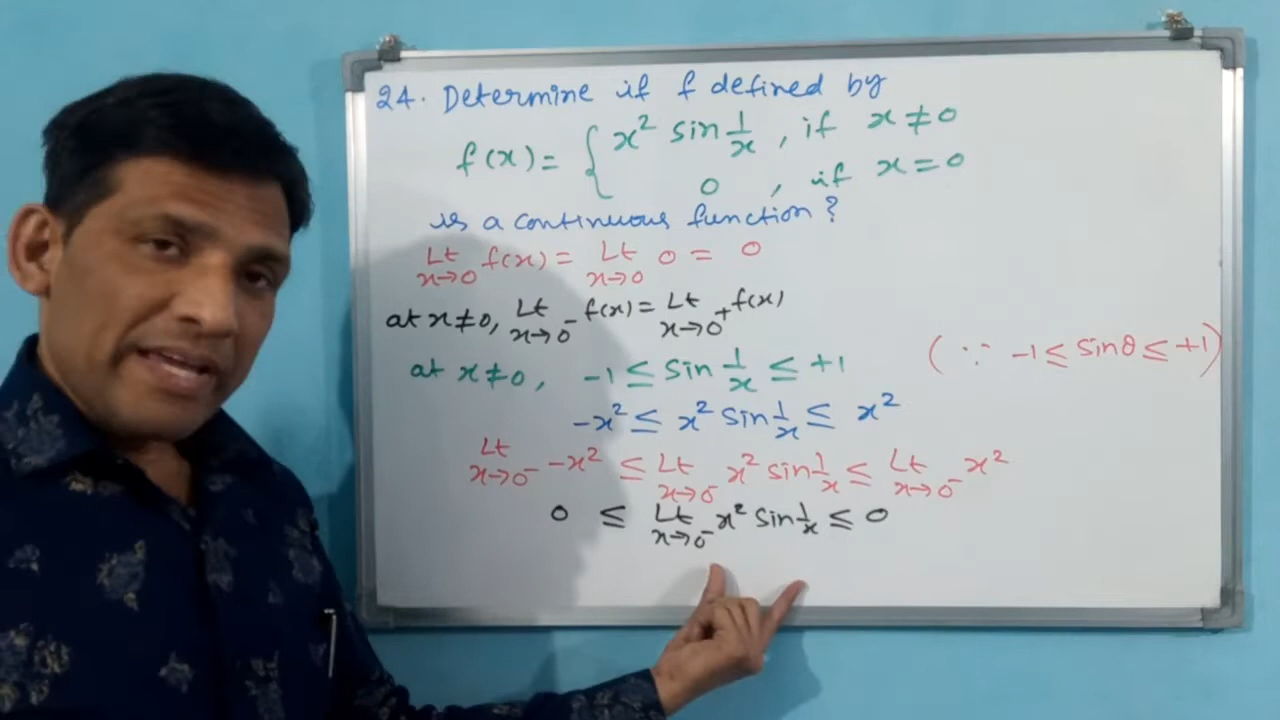 24. Determine if f defined by
f(x) = { x² sin 1/x , if x ≠ 0
0 , if x = 0
is a continuous function?
Lt x→0 f(x) = Lt x→0 0 = 0
at x≠0, Lt x→0⁻ f(x) = Lt x→0⁺ f(x)
at x≠0, -1 ≤ sin 1/x ≤ +1 (∵ -1 ≤ sinθ ≤ +1)
-x² ≤ x² sin 1/x ≤ x²
Lt x→0⁻ -x² ≤ Lt x→0⁻ x² sin 1/x ≤ Lt x→0⁻ x²
0 ≤ Lt x→0⁻ x² sin 1/x ≤ 0